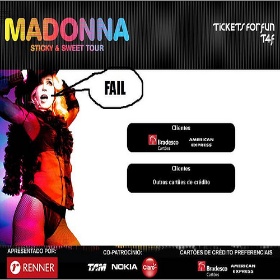 MADONNA
STICKY & SWEET TOUR
TICKETS FOR FUN
T4F
FAIL
Clientes
Bradesco
Cartões
AMERICAN
EXPRESS
Clientes
Outros cartões de crédito
APRESENTADO POR:
CO-PATROCÍNIO:
CARTÕES DE CRÉDITO PREFERENCIAIS
RENNER
TAM
NOKIA
Claro
Bradesco
Cartões
AMERICAN
EXPRESS